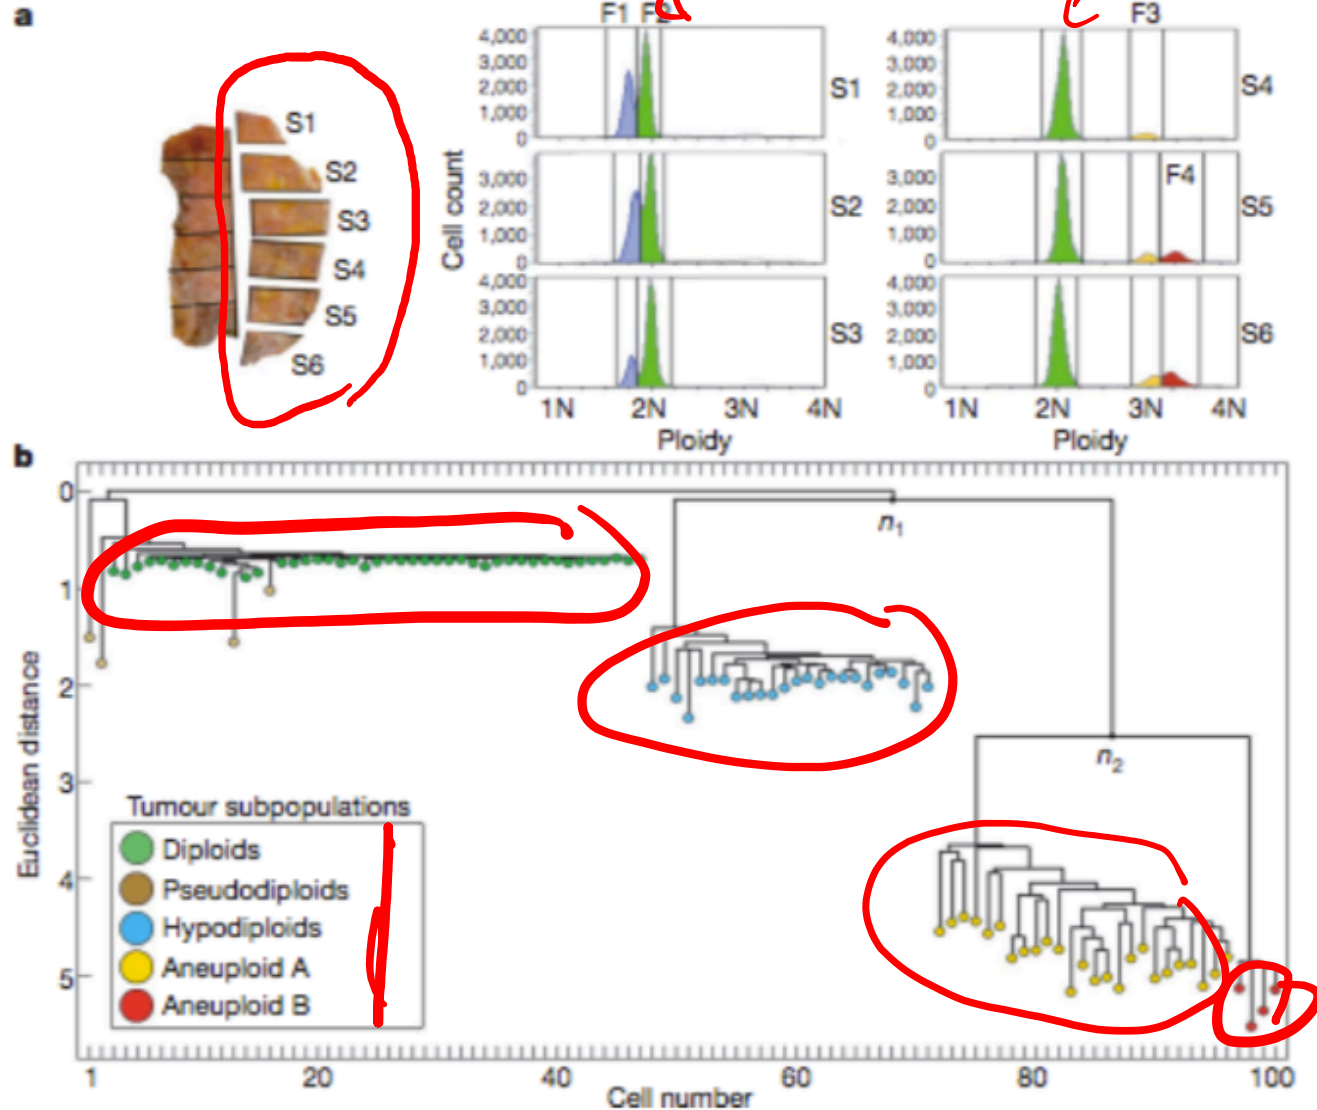 a
F1 F2 F3
4,000
3,000
2,000
1,000
0
S1
4,000
3,000
2,000
1,000
0
S4
S1
S2
S3
S4
S5
S6
Cell count
3,000
2,000
1,000
0
S2
3,000
2,000
1,000
0
F4
S5
4,000
3,000
2,000
1,000
0
S3
4,000
3,000
2,000
1,000
0
S6
1N 2N 3N 4N
1N 2N 3N 4N
Ploidy
Ploidy
b
0
1
2
3
4
5
Euclidean distance
n1
n2
Tumour subpopulations
Diploids
Pseudodiploids
Hypodiploids
Aneuploid A
Aneuploid B
1 20 40 60 80 100
Cell number